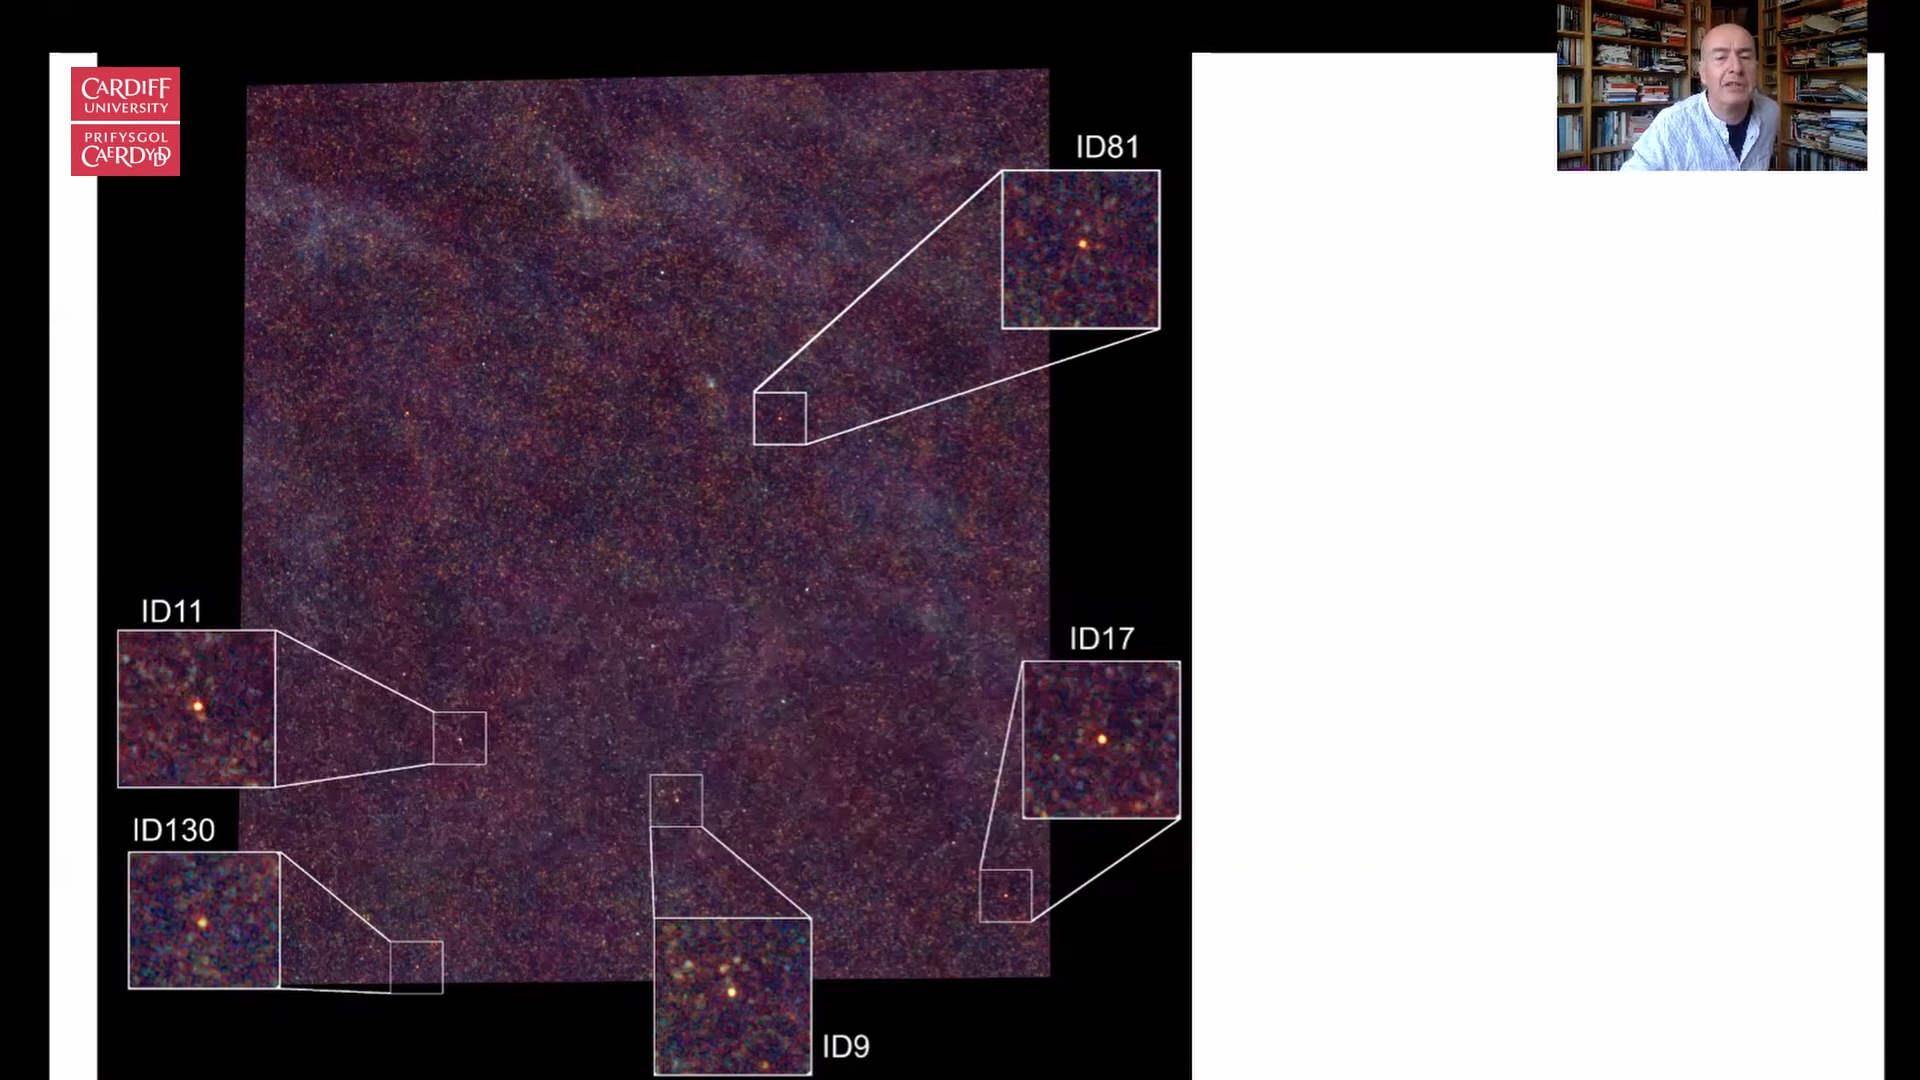 CARDIFF
UNIVERSITY
PRIFYSGOL
CAERDYDD
ID81
ID11
ID17
ID130
ID9